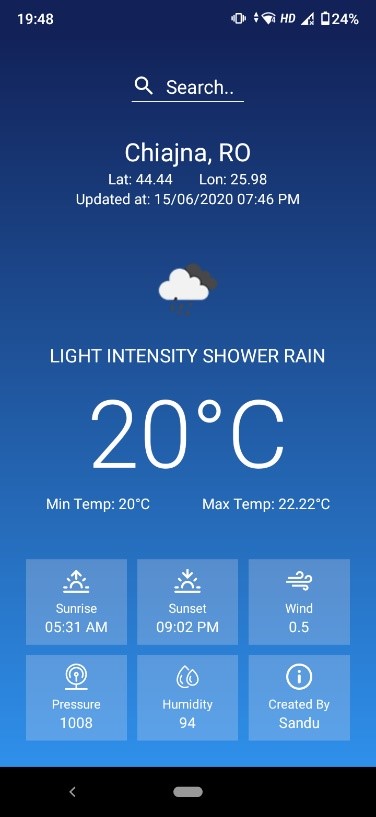 19:48 HD 24%
Search..
Chiajna, RO
Lat: 44.44 Lon: 25.98
Updated at: 15/06/2020 07:46 PM
LIGHT INTENSITY SHOWER RAIN
20°C
Min Temp: 20°C Max Temp: 22.22°C
Sunrise Sunset Wind
05:31 AM 09:02 PM 0.5
Pressure Humidity Created By
1008 94 Sandu